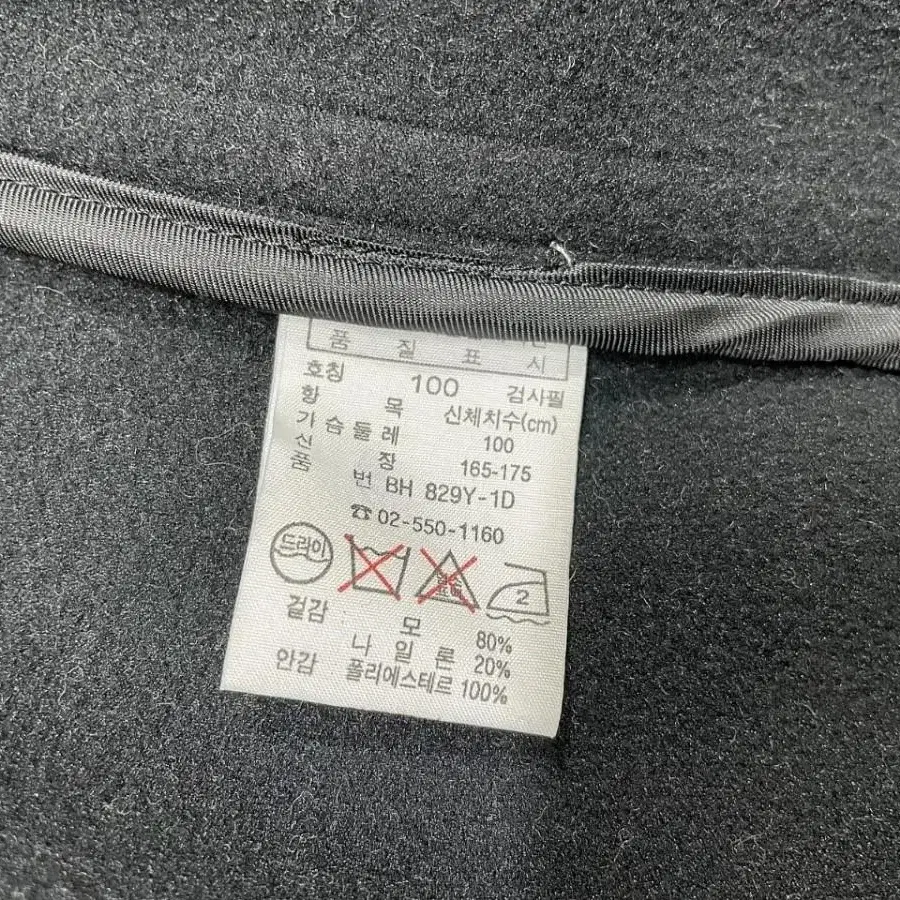 품 질 표 시
호칭 100 검사필
항 목 신체치수(cm)
가 슴 둘 레 100
신 장 165-175
품 번 BH 829Y-1D
☎ 02-550-1160
드라이 2
겉감 모 80%
나 일 론 20%
안감 폴리에스테르 100%